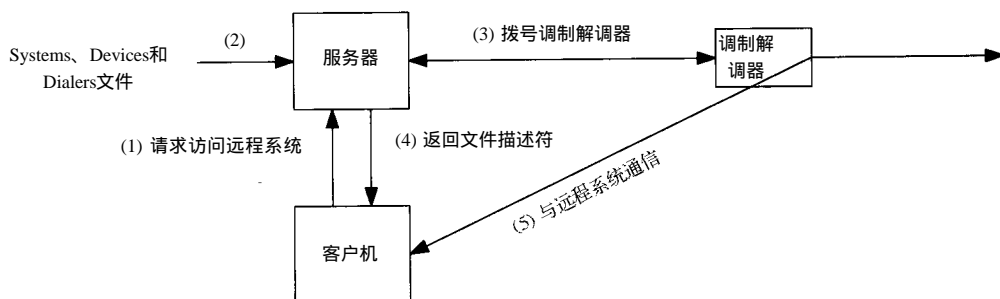 Systems、Devices和
Dialers文件
(2)
服务器
(3) 拨号调制解调器
调制解
调器
(1) 请求访问远程系统
(4) 返回文件描述符
(5) 与远程系统通信
客户机